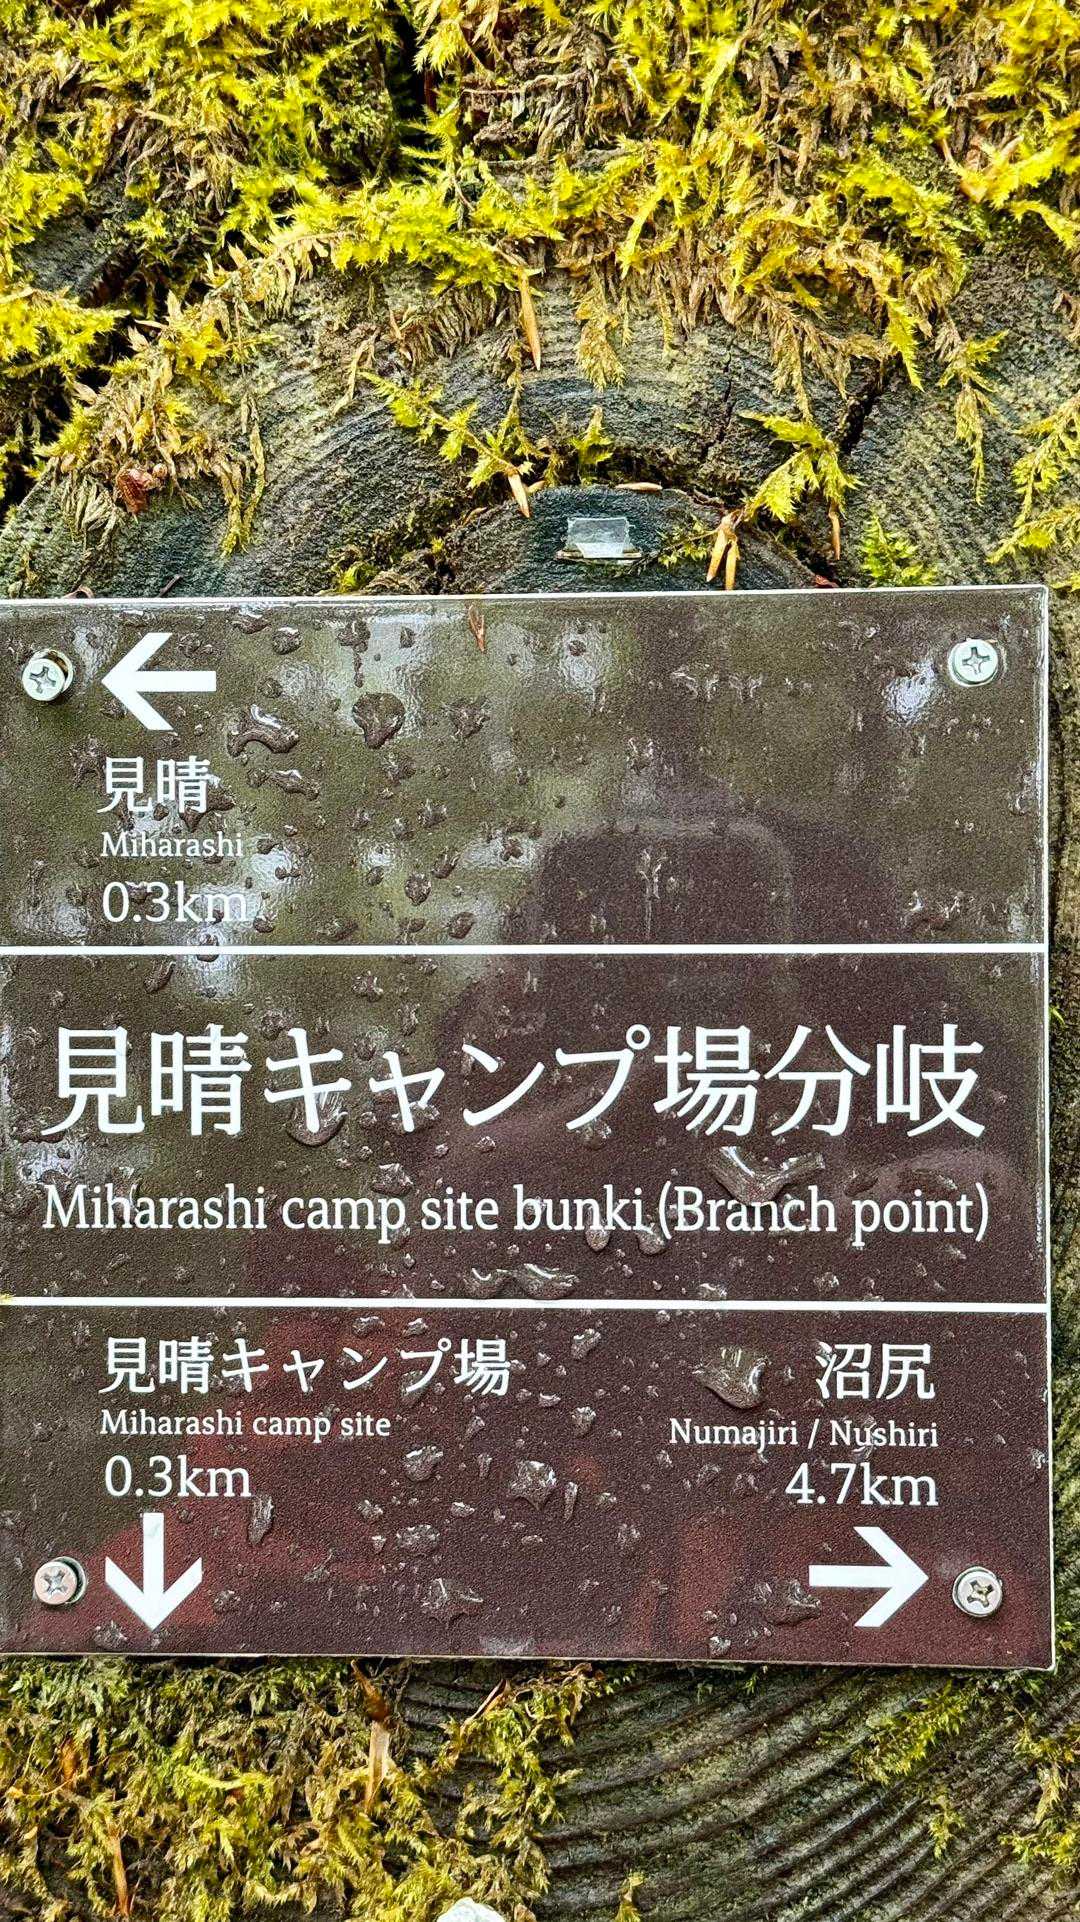 見晴
Miharashi
0.3km
見晴キャンプ場分岐
Miharashi camp site bunki (Branch point)
見晴キャンプ場
Miharashi camp site
0.3km
沼尻
Numajiri / Nushiri
4.7km